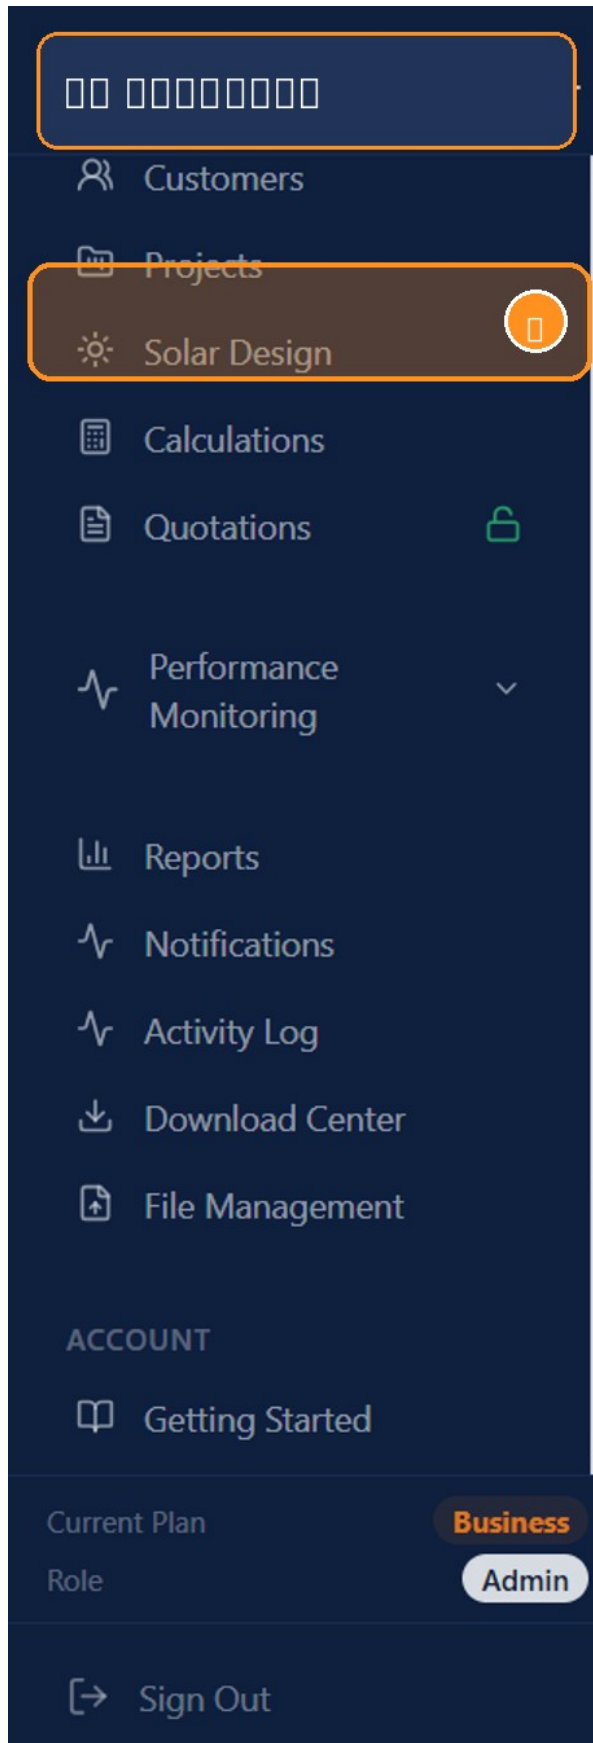 Customers
Projects
Solar Design
Calculations
Quotations
Performance
Monitoring
Reports
Notifications
Activity Log
Download Center
File Management
ACCOUNT
Getting Started
Current Plan Business
Role Admin
Sign Out